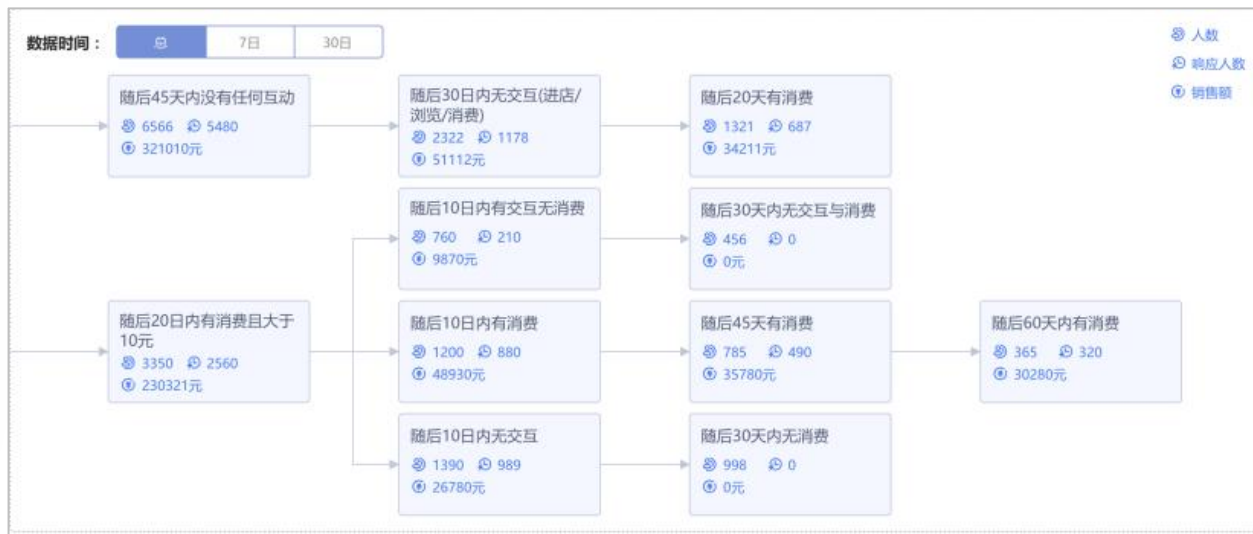 数据时间：
总
7日
30日
人数
响应人数
销售额
随后45天内没有任何互动
6566 5480
321010元
随后30日内无交互(进店/
浏览/消费)
2322 1178
51112元
随后20天有消费
1321 687
34211元
随后10日内有交互无消费
760 210
9870元
随后30天内无交互与消费
456 0
0元
随后20日内有消费且大于
10元
3350 2560
230321元
随后10日内有消费
1200 880
48930元
随后45天有消费
785 490
35780元
随后60天内有消费
365 320
30280元
随后10日内无交互
1390 989
26780元
随后30天内无消费
998 0
0元